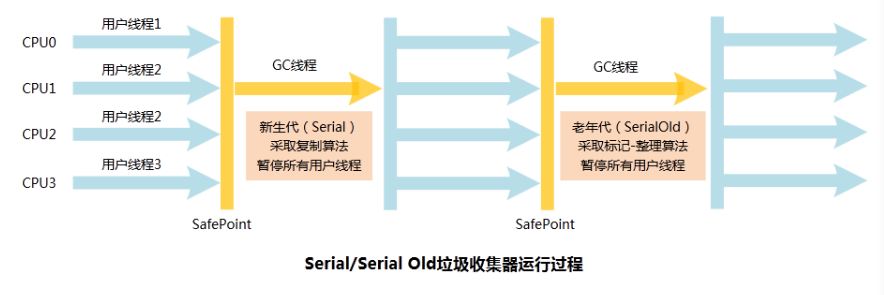 用户线程1
CPU0
GC线程
GC线程
用户线程2
CPU1
用户线程2
CPU2
新生代（Serial）
采取复制算法
暂停所有用户线程
老年代（SerialOld）
采取标记-整理算法
暂停所有用户线程
用户线程3
CPU3
SafePoint
SafePoint
Serial/Serial Old垃圾收集器运行过程